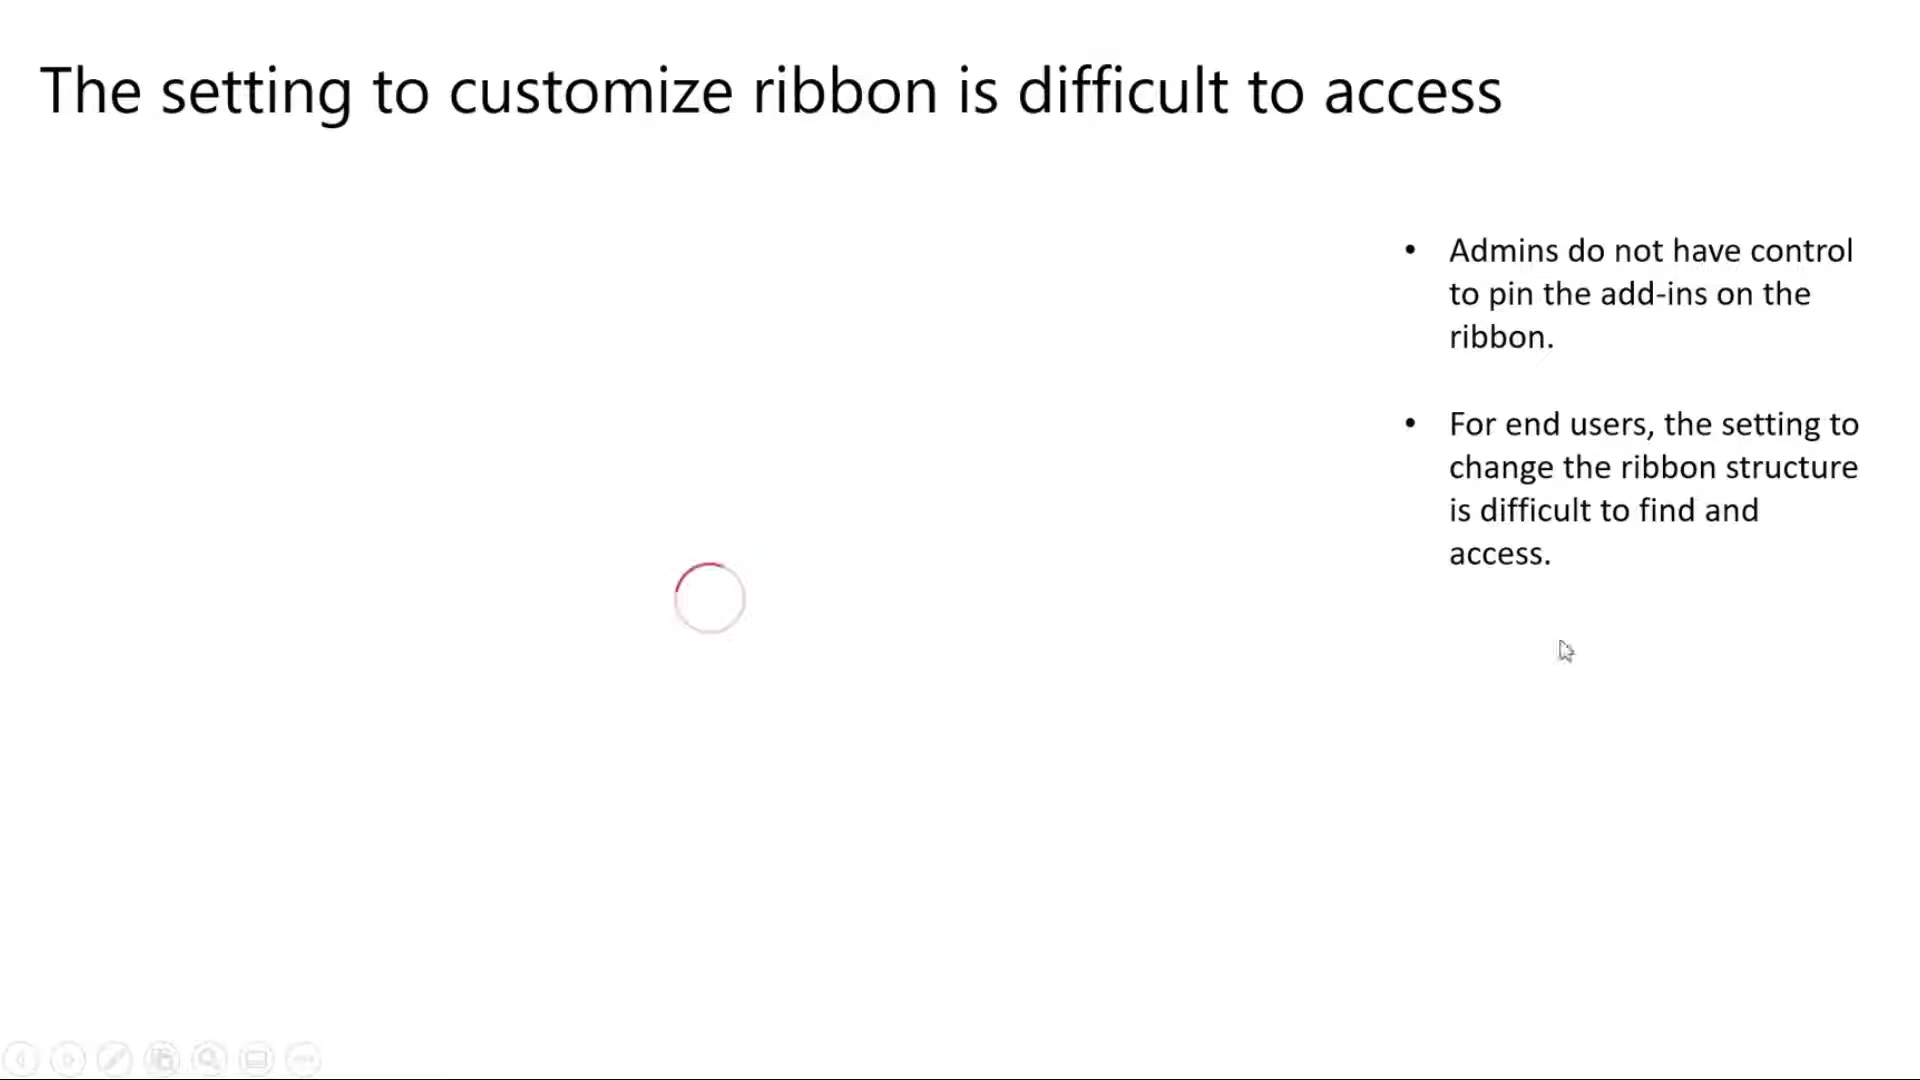 The setting to customize ribbon is difficult to access
• Admins do not have control
to pin the add-ins on the
ribbon.
• For end users, the setting to
change the ribbon structure
is difficult to find and
access.